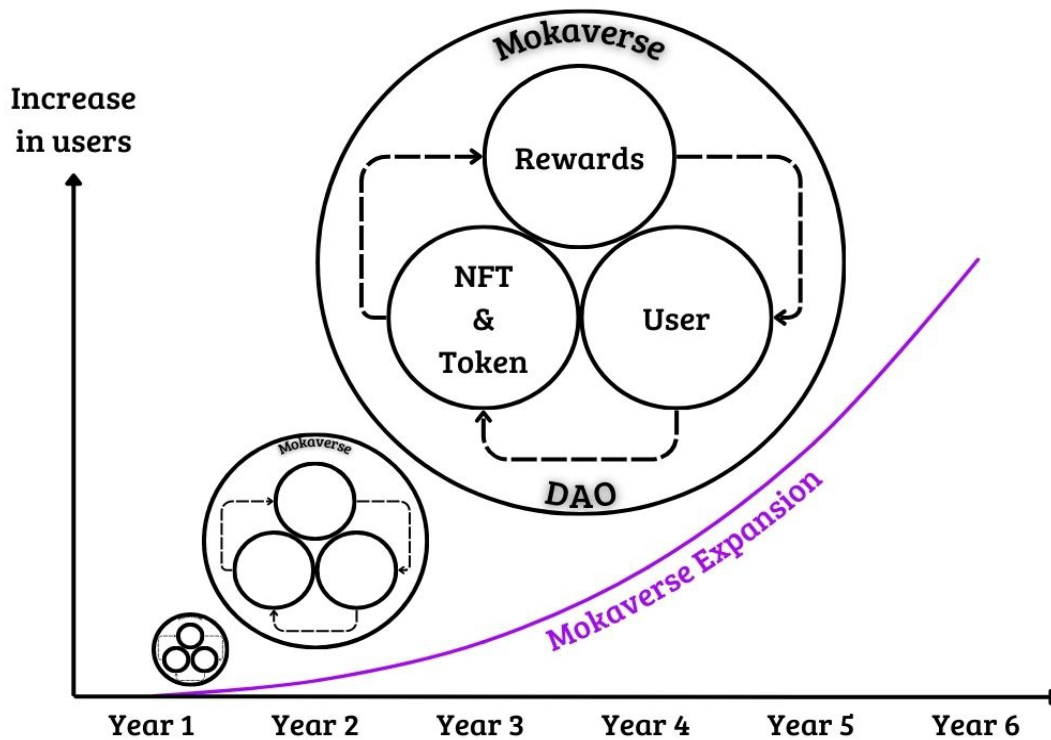 Mokaverse
Increase
in users
Rewards
NFT
&
Token
User
Mokaverse
DAO
Mokaverse Expansion
Year 1
Year 2
Year 3
Year 4
Year 5
Year 6